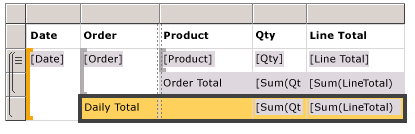 Date Order Product Qty Line Total
[Date] [Order] [Product] [Qty] [Line Total]
Order Total [Sum(Qt [Sum(LineTotal)
Daily Total [Sum(Qt [Sum(LineTotal)